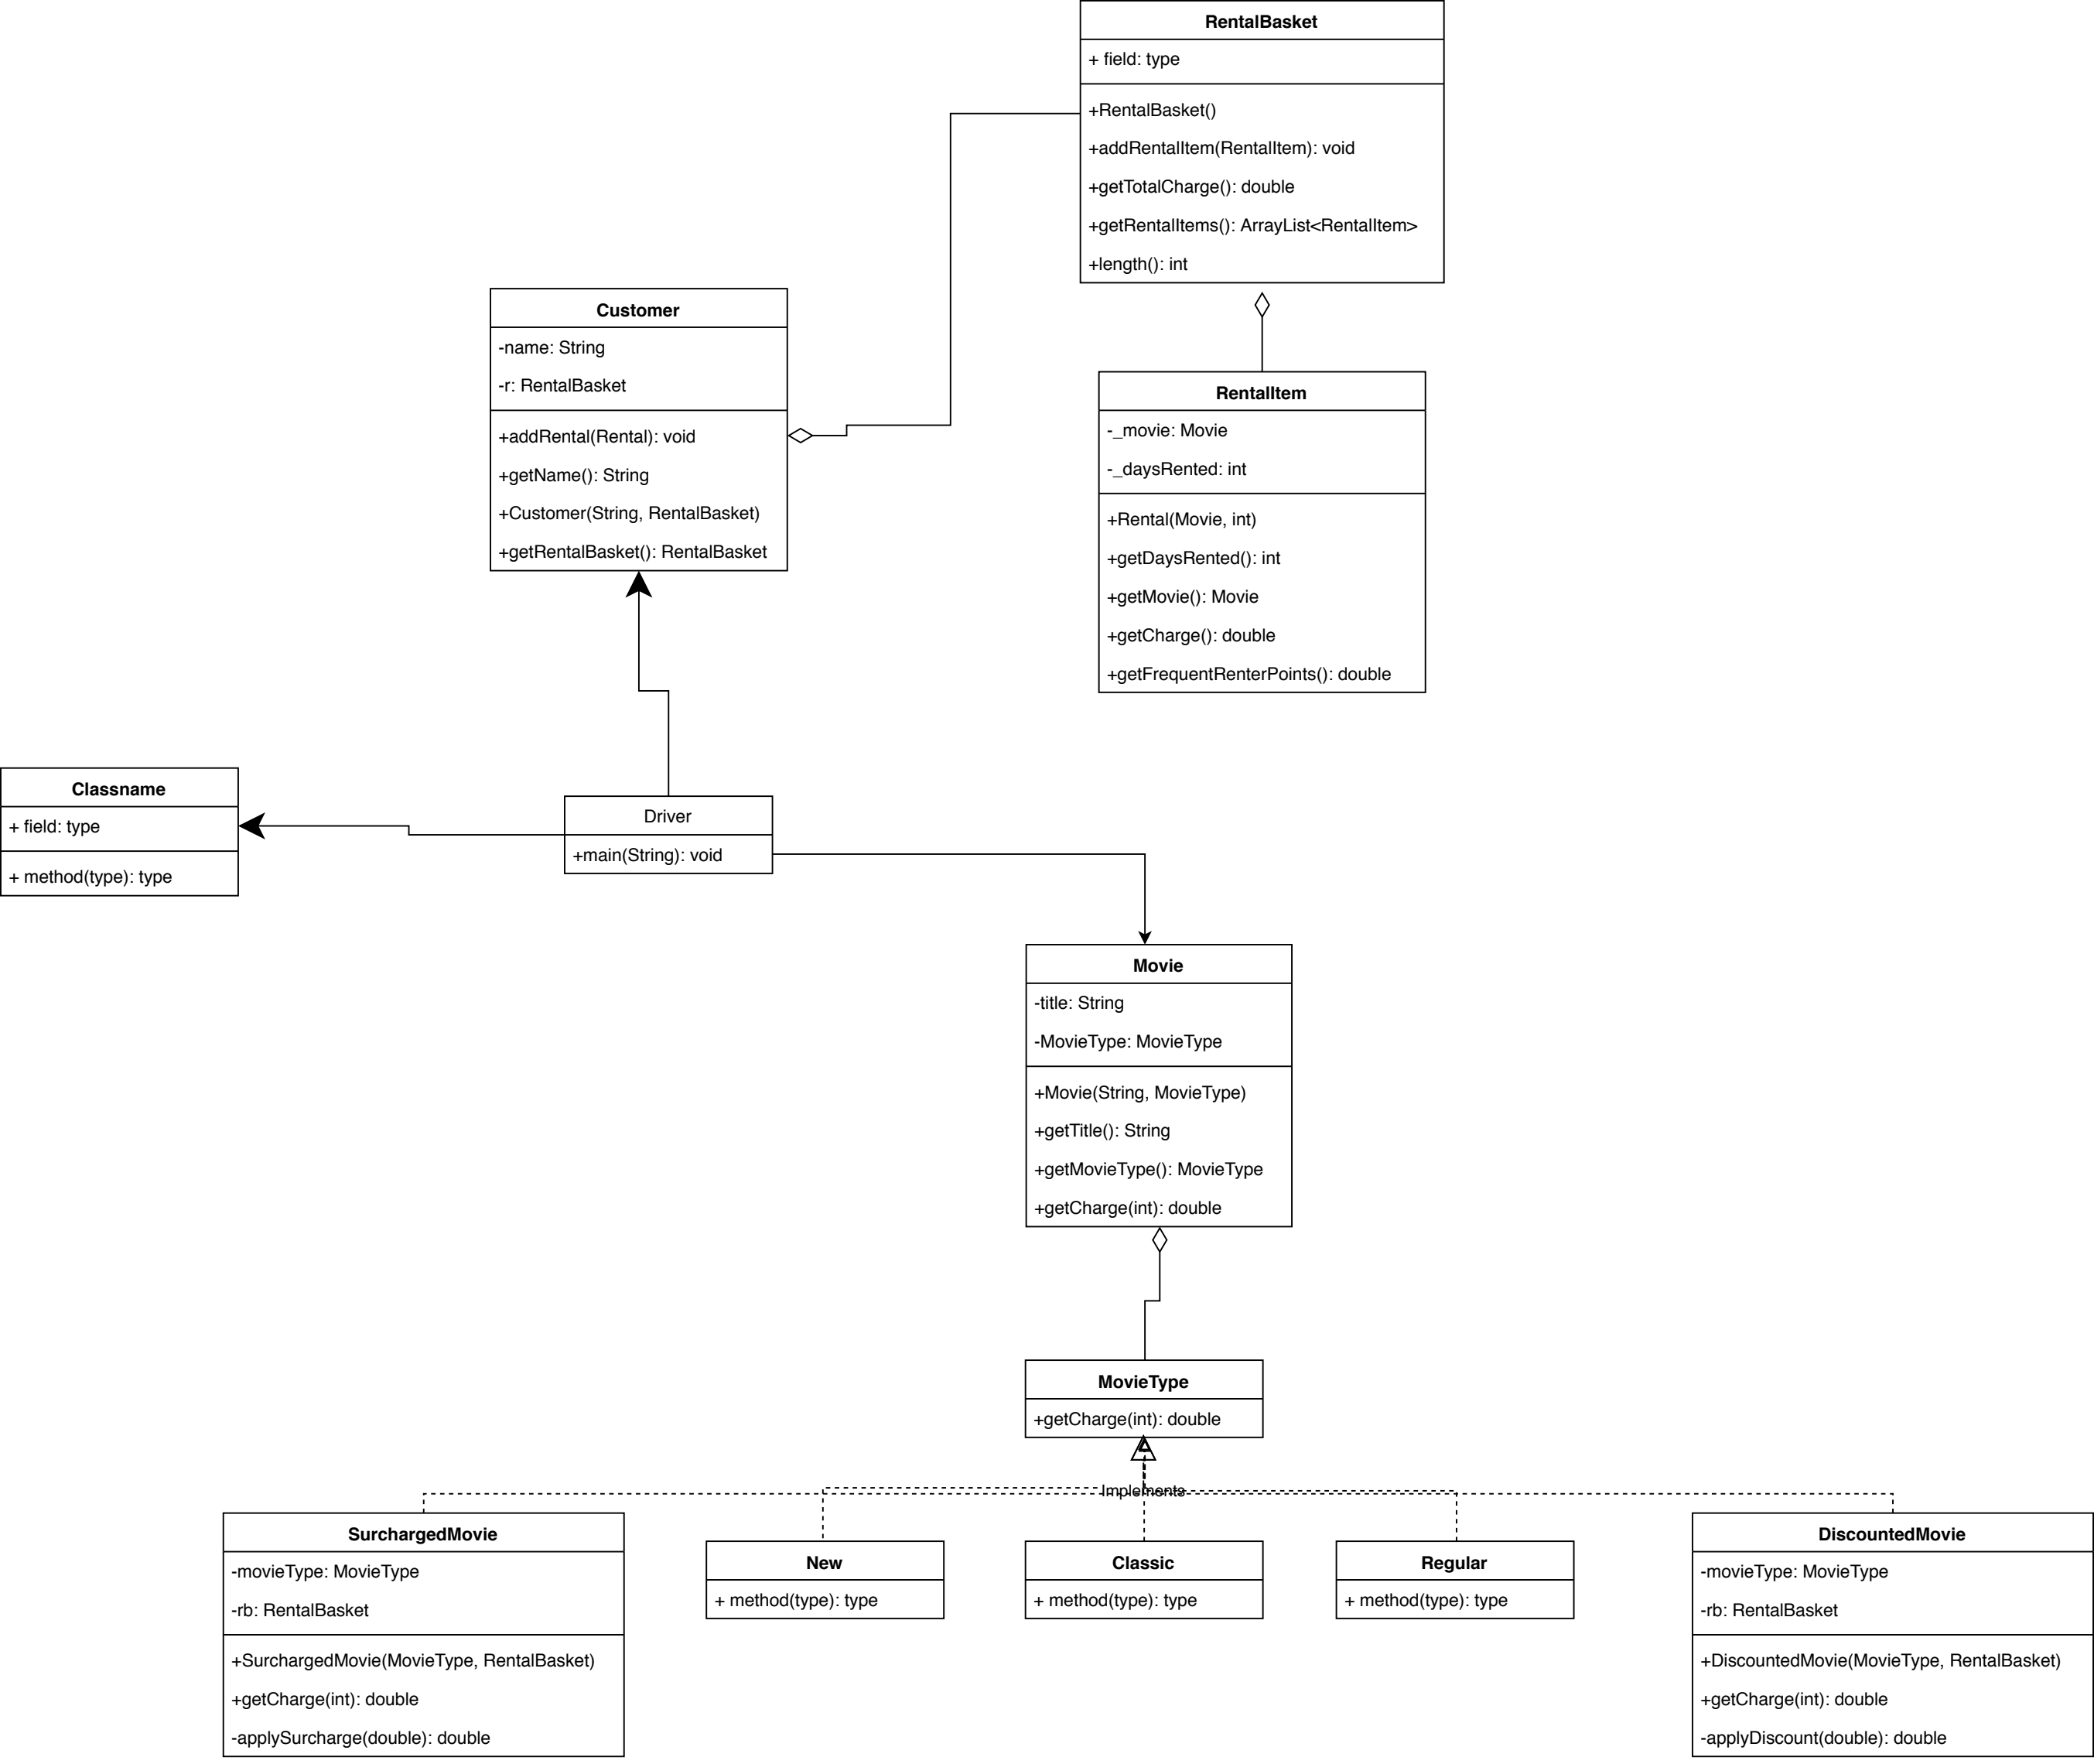 RentalBasket
+ field: type
+RentalBasket()
+addRentalItem(RentalItem): void
+getTotalCharge(): double
+getRentalItems(): ArrayList<RentalItem>
+length(): int
Customer
-name: String
-r: RentalBasket
+addRental(Rental): void
+getName(): String
+Customer(String, RentalBasket)
+getRentalBasket(): RentalBasket
RentalItem
-_movie: Movie
-_daysRented: int
+Rental(Movie, int)
+getDaysRented(): int
+getMovie(): Movie
+getCharge(): double
+getFrequentRenterPoints(): double
Classname
+ field: type
+ method(type): type
Driver
+main(String): void
Movie
-title: String
-MovieType: MovieType
+Movie(String, MovieType)
+getTitle(): String
+getMovieType(): MovieType
+getCharge(int): double
MovieType
+getCharge(int): double
Implements
SurchargedMovie
-movieType: MovieType
-rb: RentalBasket
+SurchargedMovie(MovieType, RentalBasket)
+getCharge(int): double
-applySurcharge(double): double
New
+ method(type): type
Classic
+ method(type): type
Regular
+ method(type): type
DiscountedMovie
-movieType: MovieType
-rb: RentalBasket
+DiscountedMovie(MovieType, RentalBasket)
+getCharge(int): double
-applyDiscount(double): double